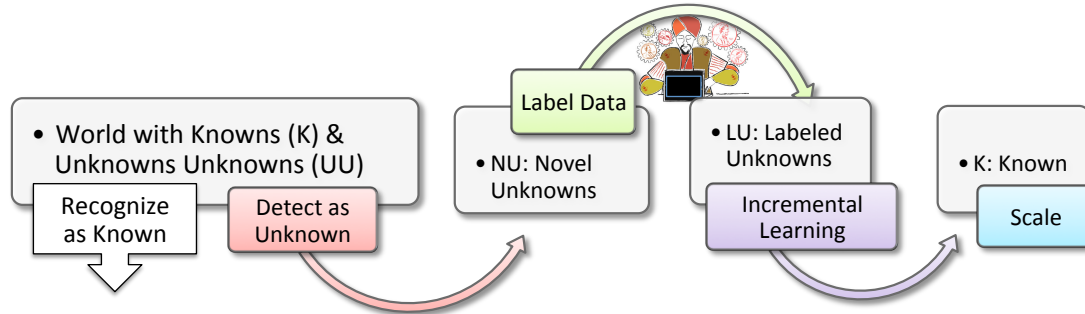 • World with Knowns (K) &
Unknowns Unknowns (UU)
Recognize
as Known
Detect as
Unknown
Label Data
• NU: Novel
Unknowns
• LU: Labeled
Unknowns
Incremental
Learning
• K: Known
Scale